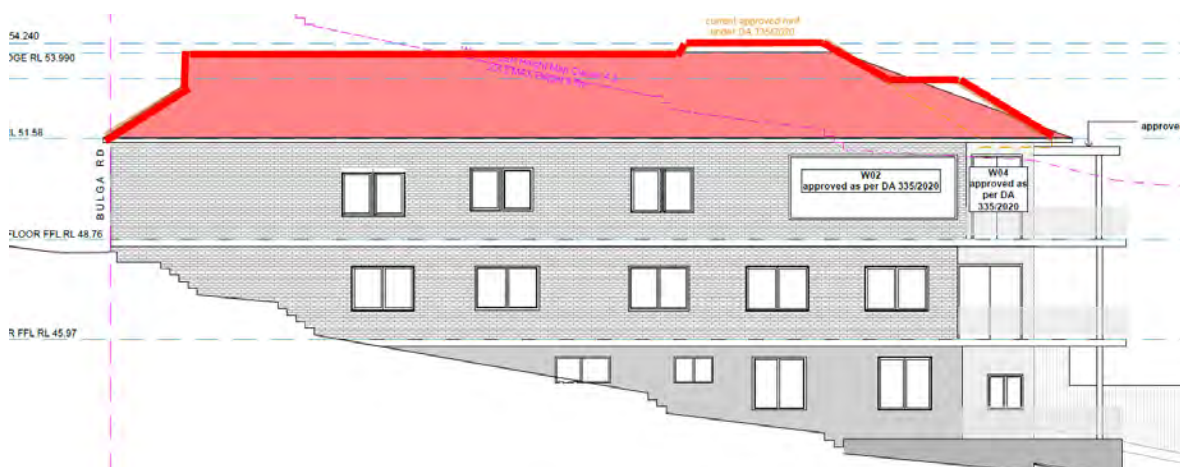 current approved roof
under DA 335/2020
54.240
DGE RL 53.990
L 51.58
approved
BULGA RD
W02
approved as per DA 335/2020
W04
approved as
per DA
335/2020
FLOOR FFL RL 48.76
R FFL RL 45.97